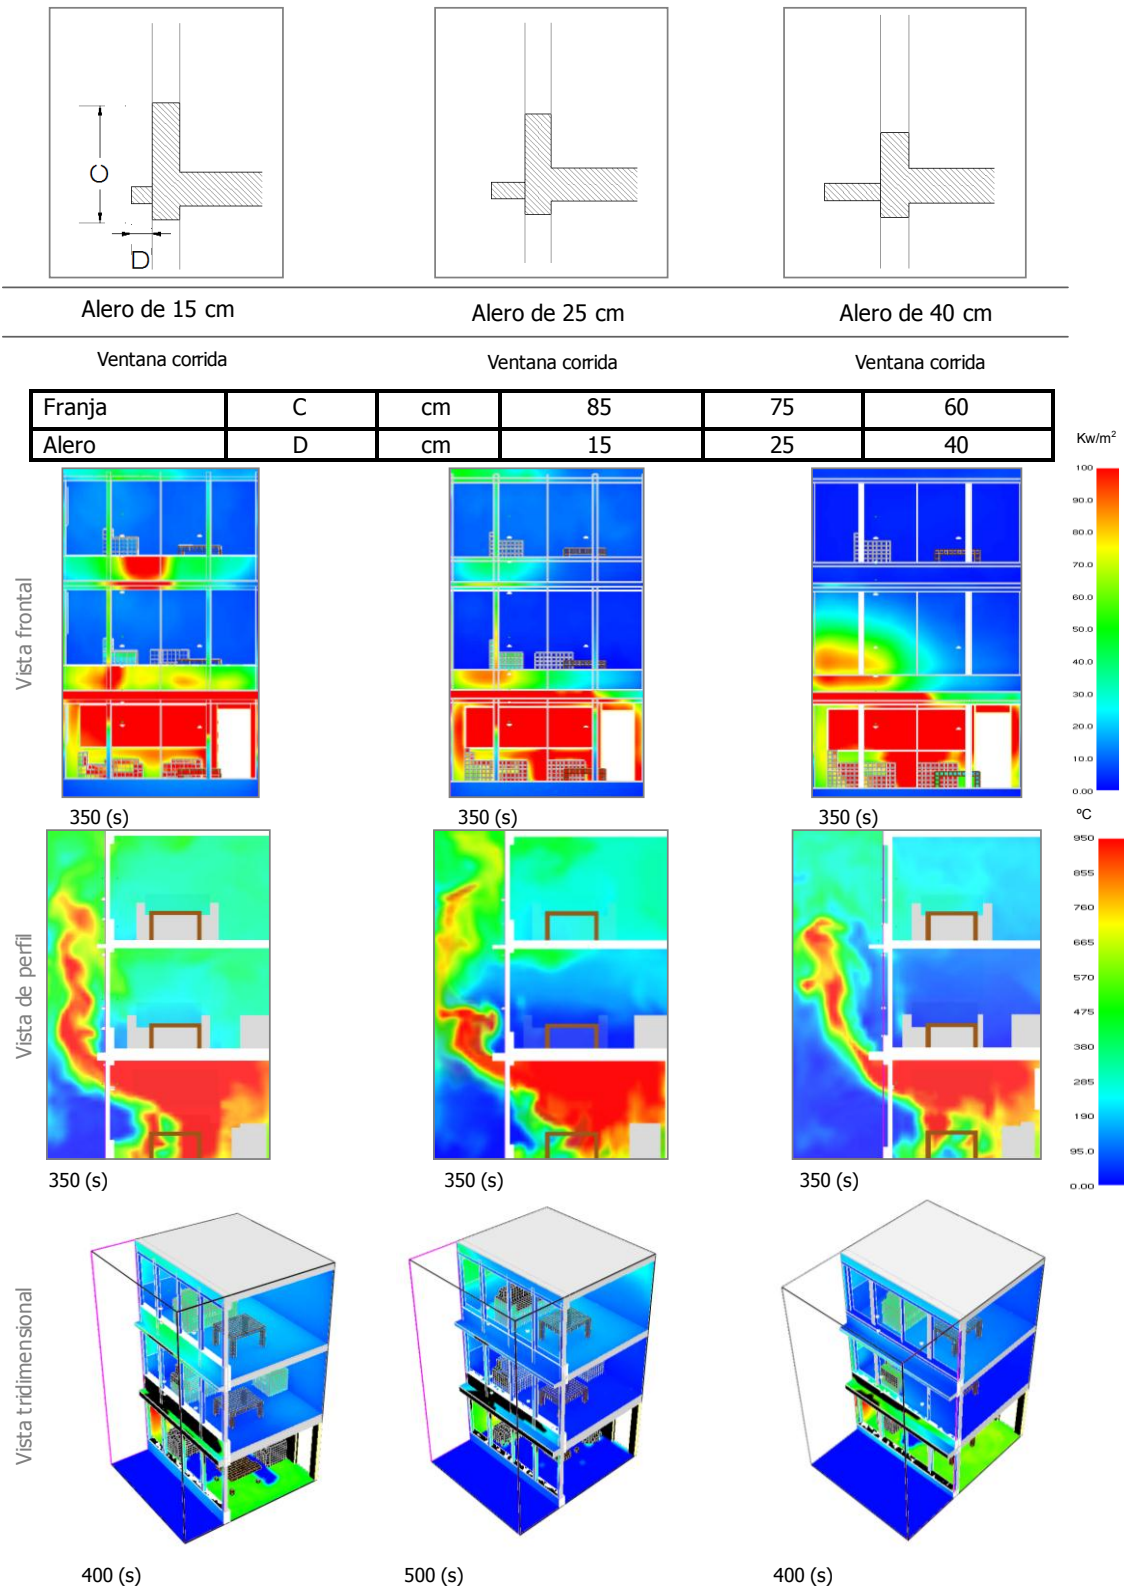 C
D
Alero de 15 cm Alero de 25 cm Alero de 40 cm
Ventana corrida Ventana corrida Ventana corrida
Franja C cm 85 75 60
Alero D cm 15 25 40
Kw/m²
100
90.0
80.0
70.0
60.0
50.0
40.0
30.0
20.0
10.0
0.00
Vista frontal
350 (s) 350 (s) 350 (s)
ºC
950
855
760
665
570
475
380
285
190
95.0
0.00
Vista de perfil
350 (s) 350 (s) 350 (s)
Vista tridimensional
400 (s) 500 (s) 400 (s)